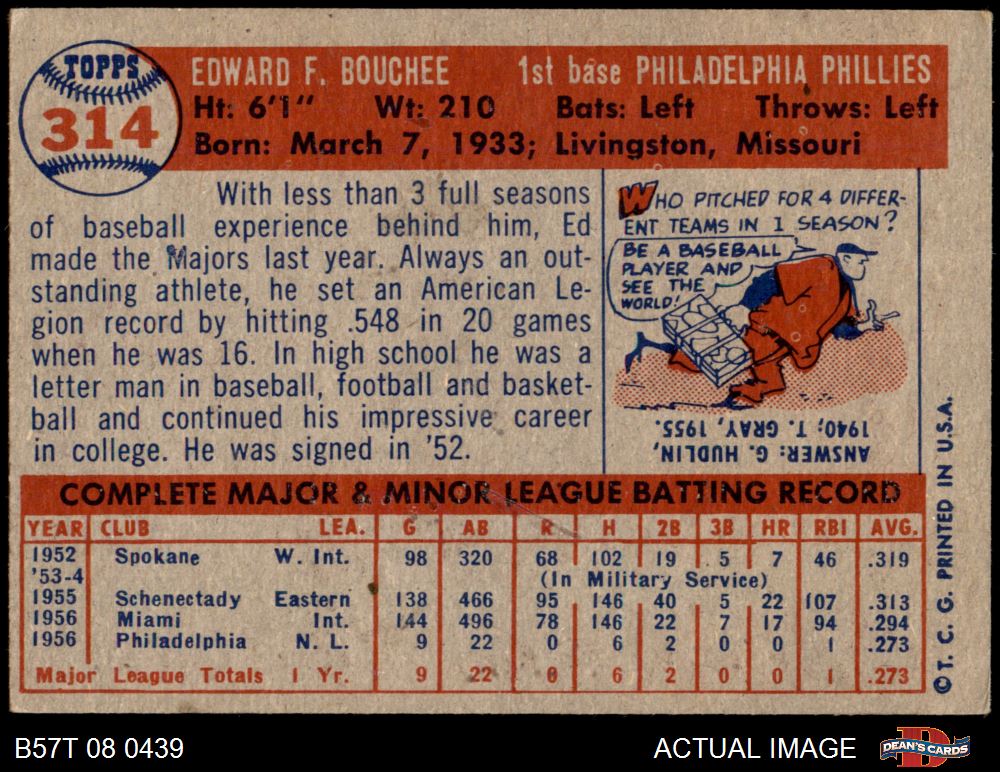 TOPPS
314
EDWARD F. BOUCHEE 1st base PHILADELPHIA PHILLIES
Ht: 6'1" Wt: 210 Bats: Left Throws: Left
Born: March 7, 1933; Livingston, Missouri
With less than 3 full seasons
of baseball experience behind him, Ed
made the Majors last year. Always an out-
standing athlete, he set an American Le-
gion record by hitting .548 in 20 games
when he was 16. In high school he was a
letter man in baseball, football and basket-
ball and continued his impressive career
in college. He was signed in '52.
WHO PITCHED FOR 4 DIFFER-
ENT TEAMS IN 1 SEASON?
BE A BASEBALL
PLAYER AND
SEE THE
WORLD!
ANSWER: G. HUDLIN,
1940; T. GRAY, 1955.
COMPLETE MAJOR & MINOR LEAGUE BATTING RECORD
YEAR CLUB LEA. G AB R H 2B 3B HR RBI AVG.
1952 Spokane W. Int. 98 320 68 102 19 5 7 46 .319
'53-4 (In Military Service)
1955 Schenectady Eastern 138 466 95 146 40 5 22 107 .313
1956 Miami Int. 144 496 78 146 22 7 17 94 .294
1956 Philadelphia N. L. 9 22 0 6 2 0 0 1 .273
Major League Totals 1 Yr. 9 22 0 6 2 0 0 1 .273
© T. C. G. PRINTED IN U.S.A.
B57T 08 0439 ACTUAL IMAGE DEAN'S CARDS